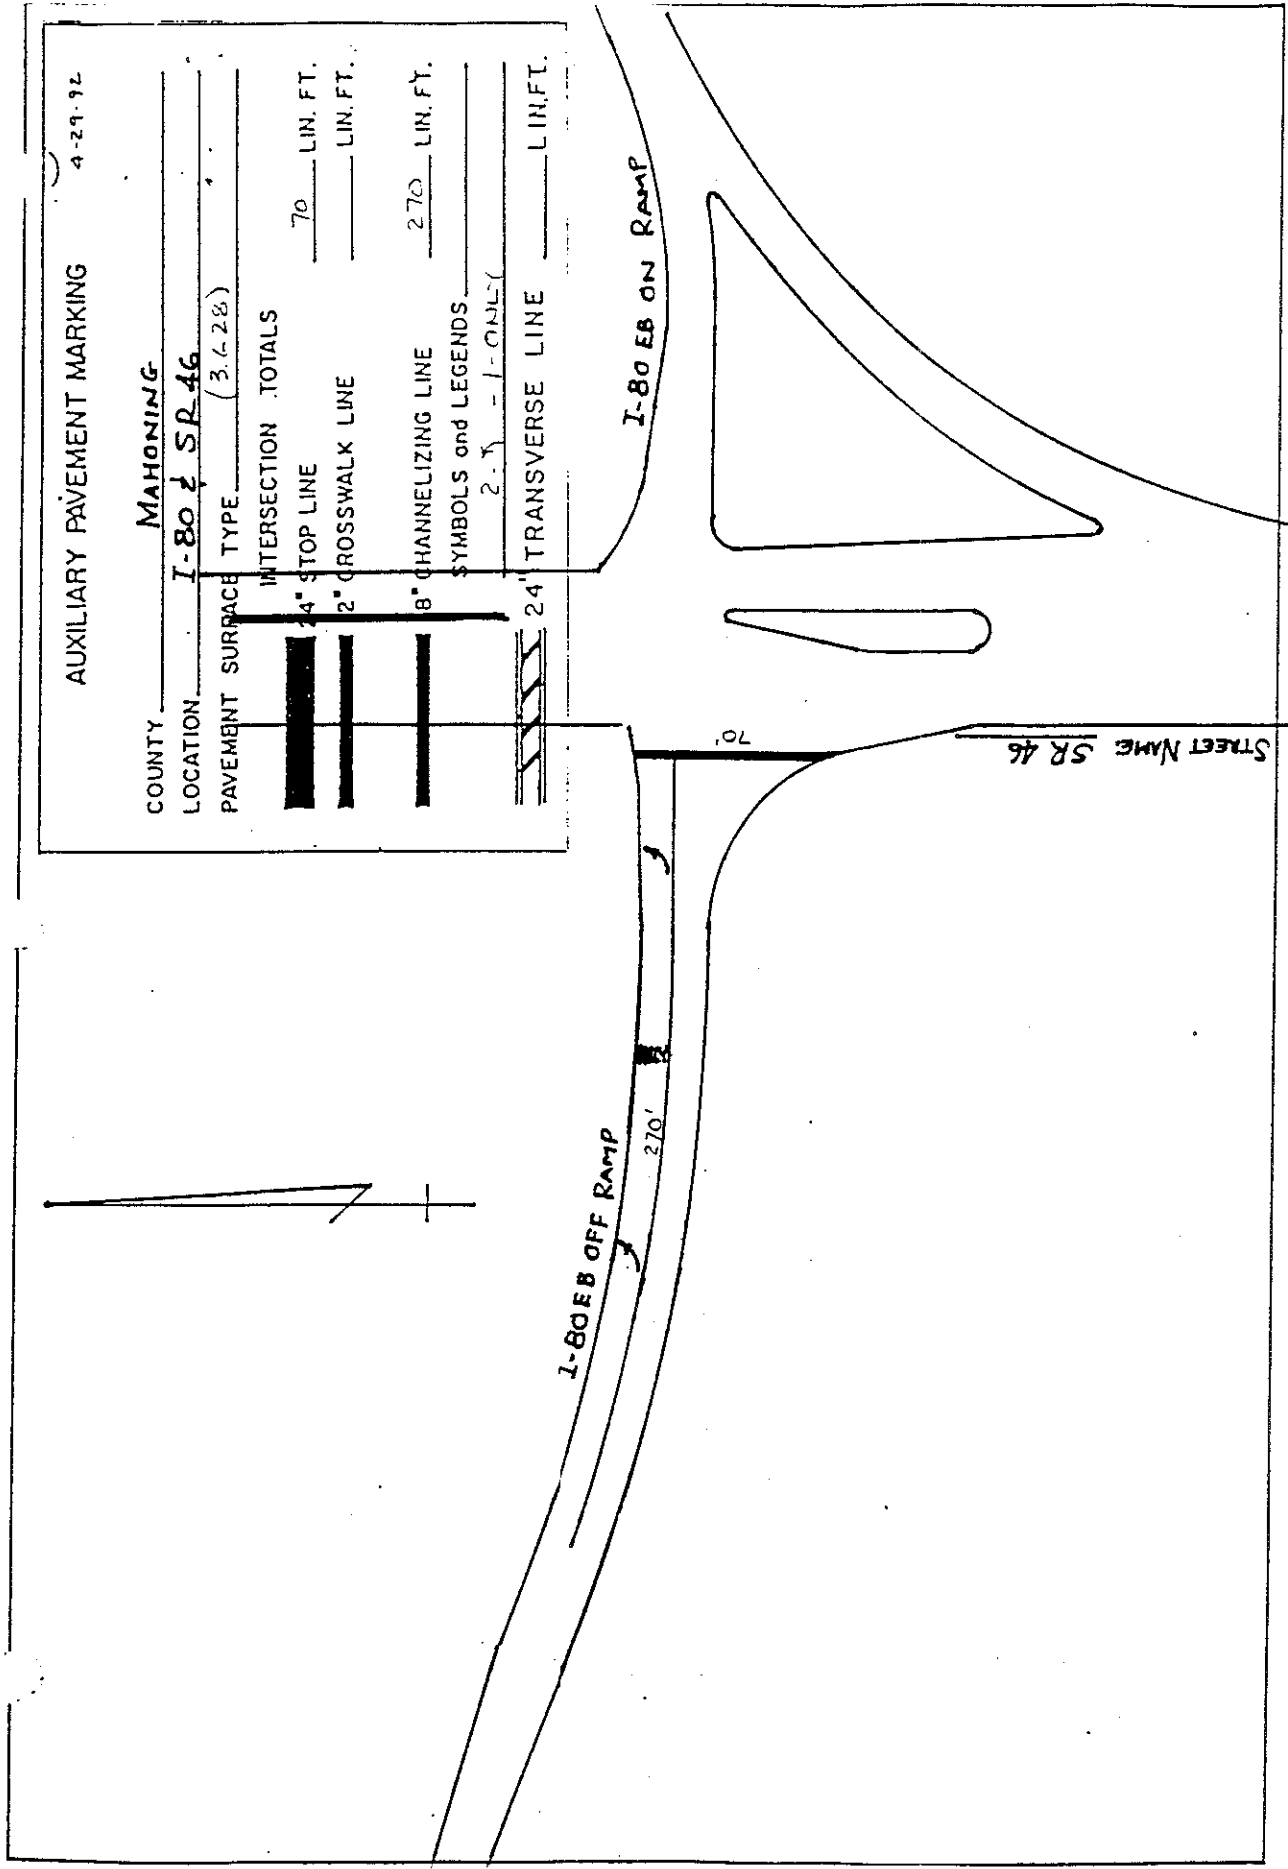 AUXILIARY PAVEMENT MARKING 4-29-92
COUNTY MAHONING
LOCATION I-80 & SR 46
PAVEMENT SURFACE TYPE (3.628)
INTERSECTION TOTALS
24" STOP LINE 70 LIN. FT.
2" CROSSWALK LINE LIN. FT.
8" CHANNELIZING LINE 270 LIN. FT.
SYMBOLS and LEGENDS
-1-ONLY
24" TRANSVERSE LINE LIN.FT.
I-80 EB ON RAMP
70'
I-80 EB OFF RAMP
270'
STREET NAME SR 46